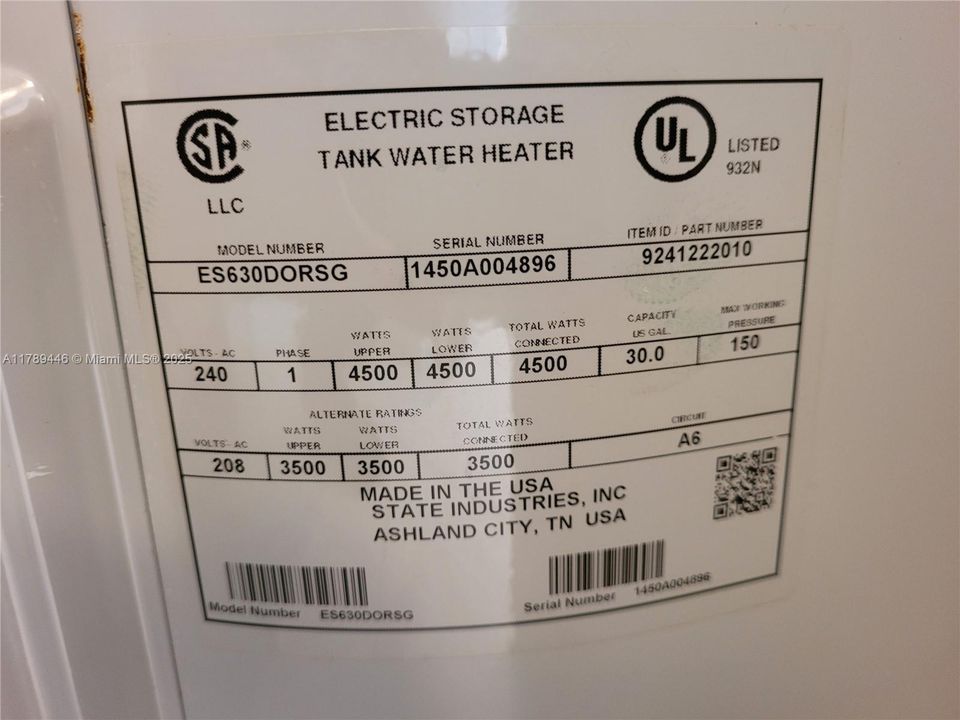 SA ®
LLC
ELECTRIC STORAGE
TANK WATER HEATER
UL ®
LISTED
932N
MODEL NUMBER SERIAL NUMBER ITEM ID / PART NUMBER
ES630DORSG 1450A004896 9241222010
VOLTS - AC PHASE WATTS UPPER WATTS LOWER TOTAL WATTS CONNECTED CAPACITY US GAL. MAX WORKING PRESSURE
240 1 4500 4500 4500 30.0 150
ALTERNATE RATINGS
VOLTS - AC WATTS UPPER WATTS LOWER TOTAL WATTS CONNECTED CIRCUIT
208 3500 3500 3500 A6
MADE IN THE USA
STATE INDUSTRIES, INC
ASHLAND CITY, TN USA
Model Number ES630DORSG
Serial Number 1450A004896
A11789446 © Miami MLS® 2025